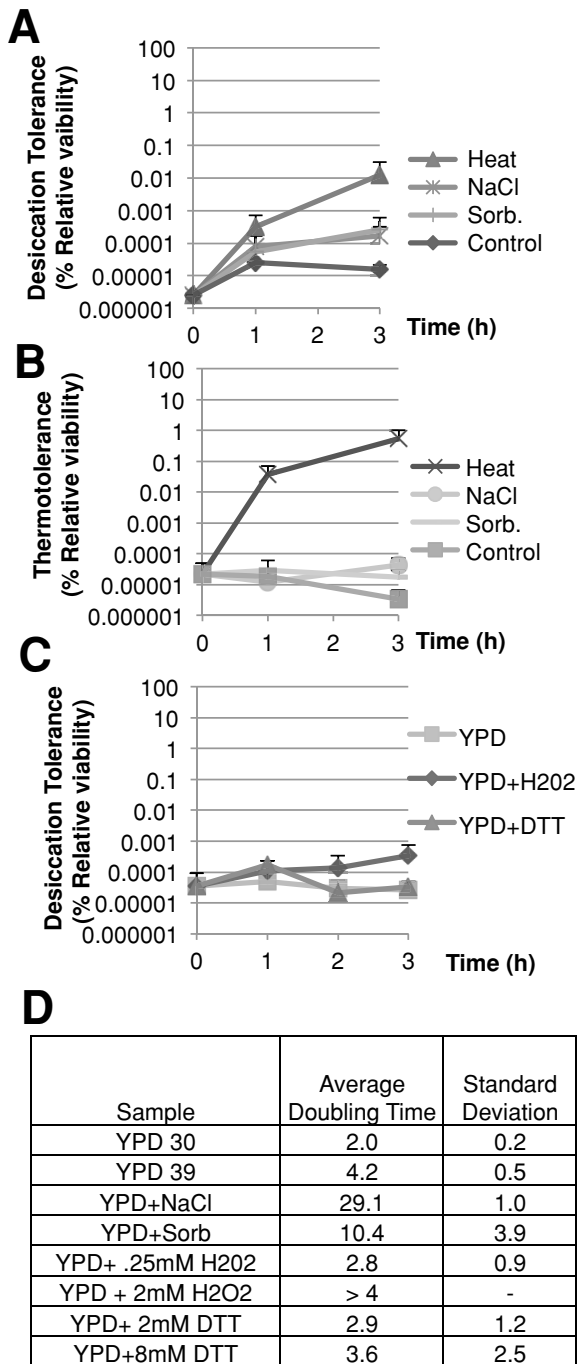 A
Desiccation Tolerance
(% Relative vaibility)
100
10
1
0.1
0.01
0.001
0.0001
0.00001
0.000001
0 1 2 3
Time (h)
Heat
NaCl
Sorb.
Control
B
Thermotolerance
(% Relative viability)
100
10
1
0.1
0.01
0.001
0.0001
0.00001
0.000001
0 1 2 3
Time (h)
Heat
NaCl
Sorb.
Control
C
Desiccation Tolerance
(% Relative viability)
100
10
1
0.1
0.01
0.001
0.0001
0.00001
0.000001
0 1 2 3
Time (h)
YPD
YPD+H202
YPD+DTT
D
Sample Average Doubling Time Standard Deviation
YPD 30 2.0 0.2
YPD 39 4.2 0.5
YPD+NaCl 29.1 1.0
YPD+Sorb 10.4 3.9
YPD+ .25mM H202 2.8 0.9
YPD + 2mM H2O2 > 4 -
YPD+ 2mM DTT 2.9 1.2
YPD+8mM DTT 3.6 2.5